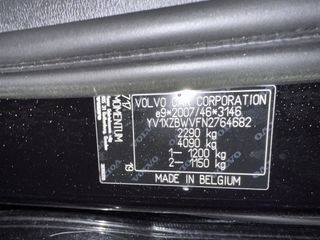 VOLVO CAR CORPORATION
e9*2007/46*3146
YV1XZBWVFN2764682
2290 kg
4090 kg
1- 1200 kg
2- 1150 kg
MADE IN BELGIUM
MOMENTUM